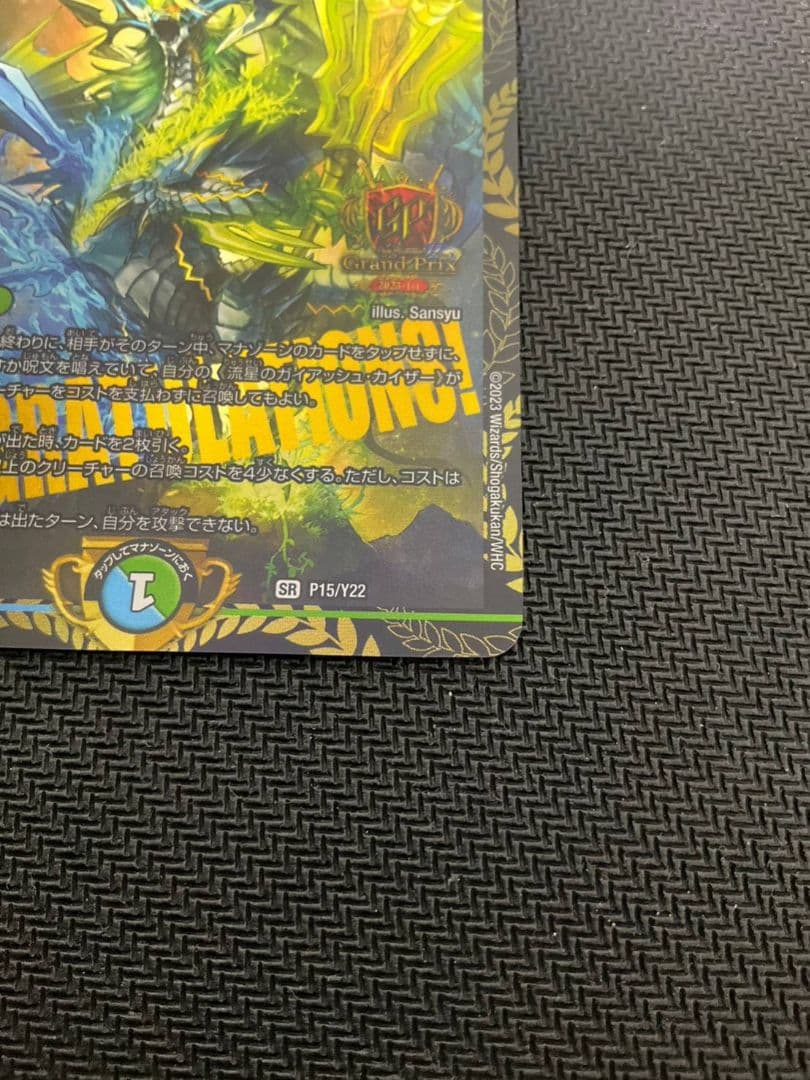 GP
Grand Prix
2023-1st
illus. Sansyu
終わりに、相手がそのターン中、マナゾーンのカードをタップせずに、
すか呪文を唱えていて、自分の《流星のガイアッシュ・カイザー》が
ーチャーをコストを支払わずに召喚してもよい。
が出た時、カードを2枚引く。
上のクリーチャーの召喚コストを4少なくする。ただし、コストは
は出たターン、自分を攻撃できない。
RATULATIONS!
タップしてマナゾーンにおく
1
SR P15/Y22
©2023 Wizards/Shogakukan/WHC